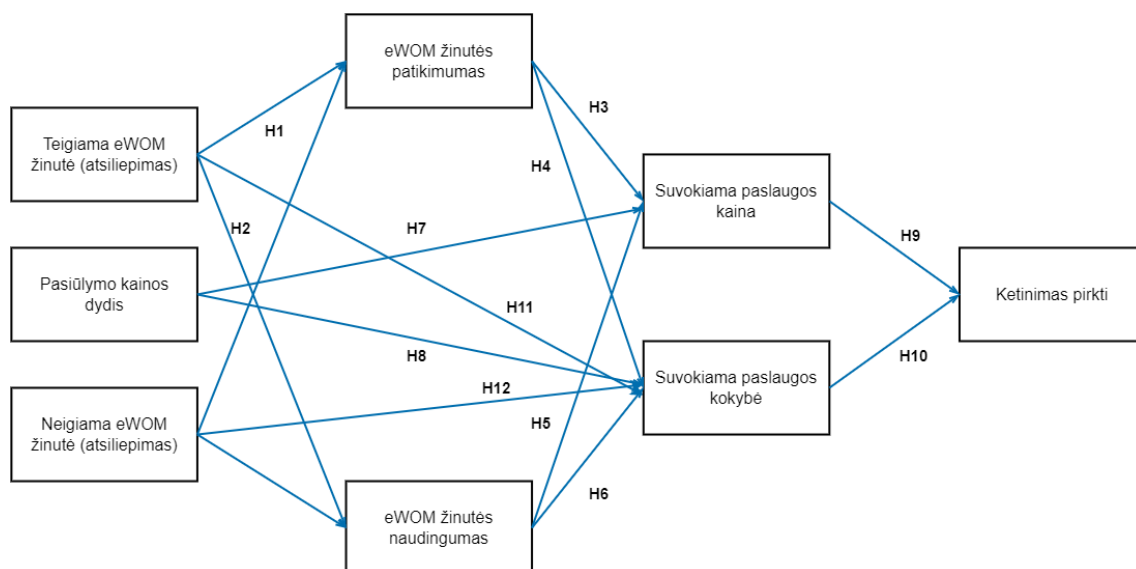 eWOM žinutės
patikimumas
H3
Teigiama eWOM
žinutė (atsiliepimas)
H1
H4
Suvokiama paslaugos
kaina
H2
H7
H9
Pasiūlymo kainos
dydis
Ketinimas pirkti
H11
H8
H10
Suvokiama paslaugos
kokybė
H12
Neigiama eWOM
žinutė (atsiliepimas)
H5
H6
eWOM žinutės
naudingumas